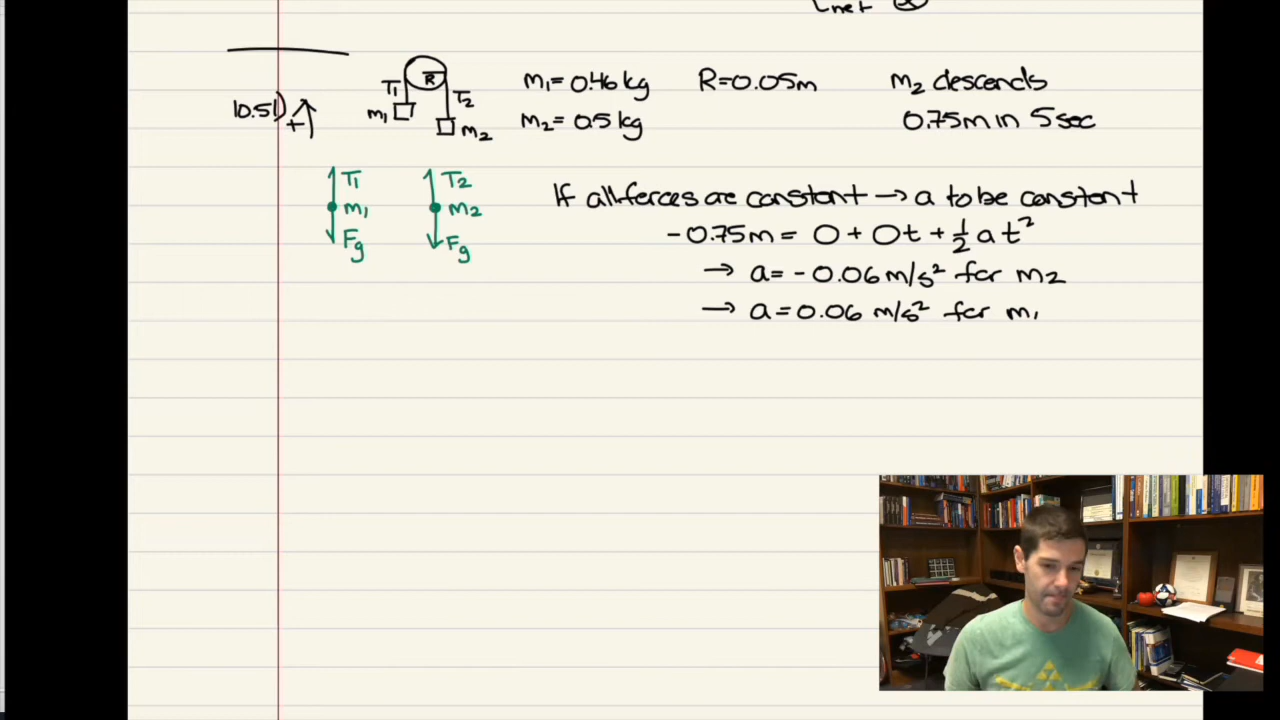 τnet
10.51) +
R
T1
T2
m1
m2
m1 = 0.46 kg
m2 = 0.5 kg
R = 0.05m
m2 descends
0.75m in 5 sec
T1
m1
Fg
T2
m2
Fg
If all forces are constant → a to be constant
-0.75m = 0 + 0t + ½ a t²
→ a = - 0.06 m/s² for m2
→ a = 0.06 m/s² for m1